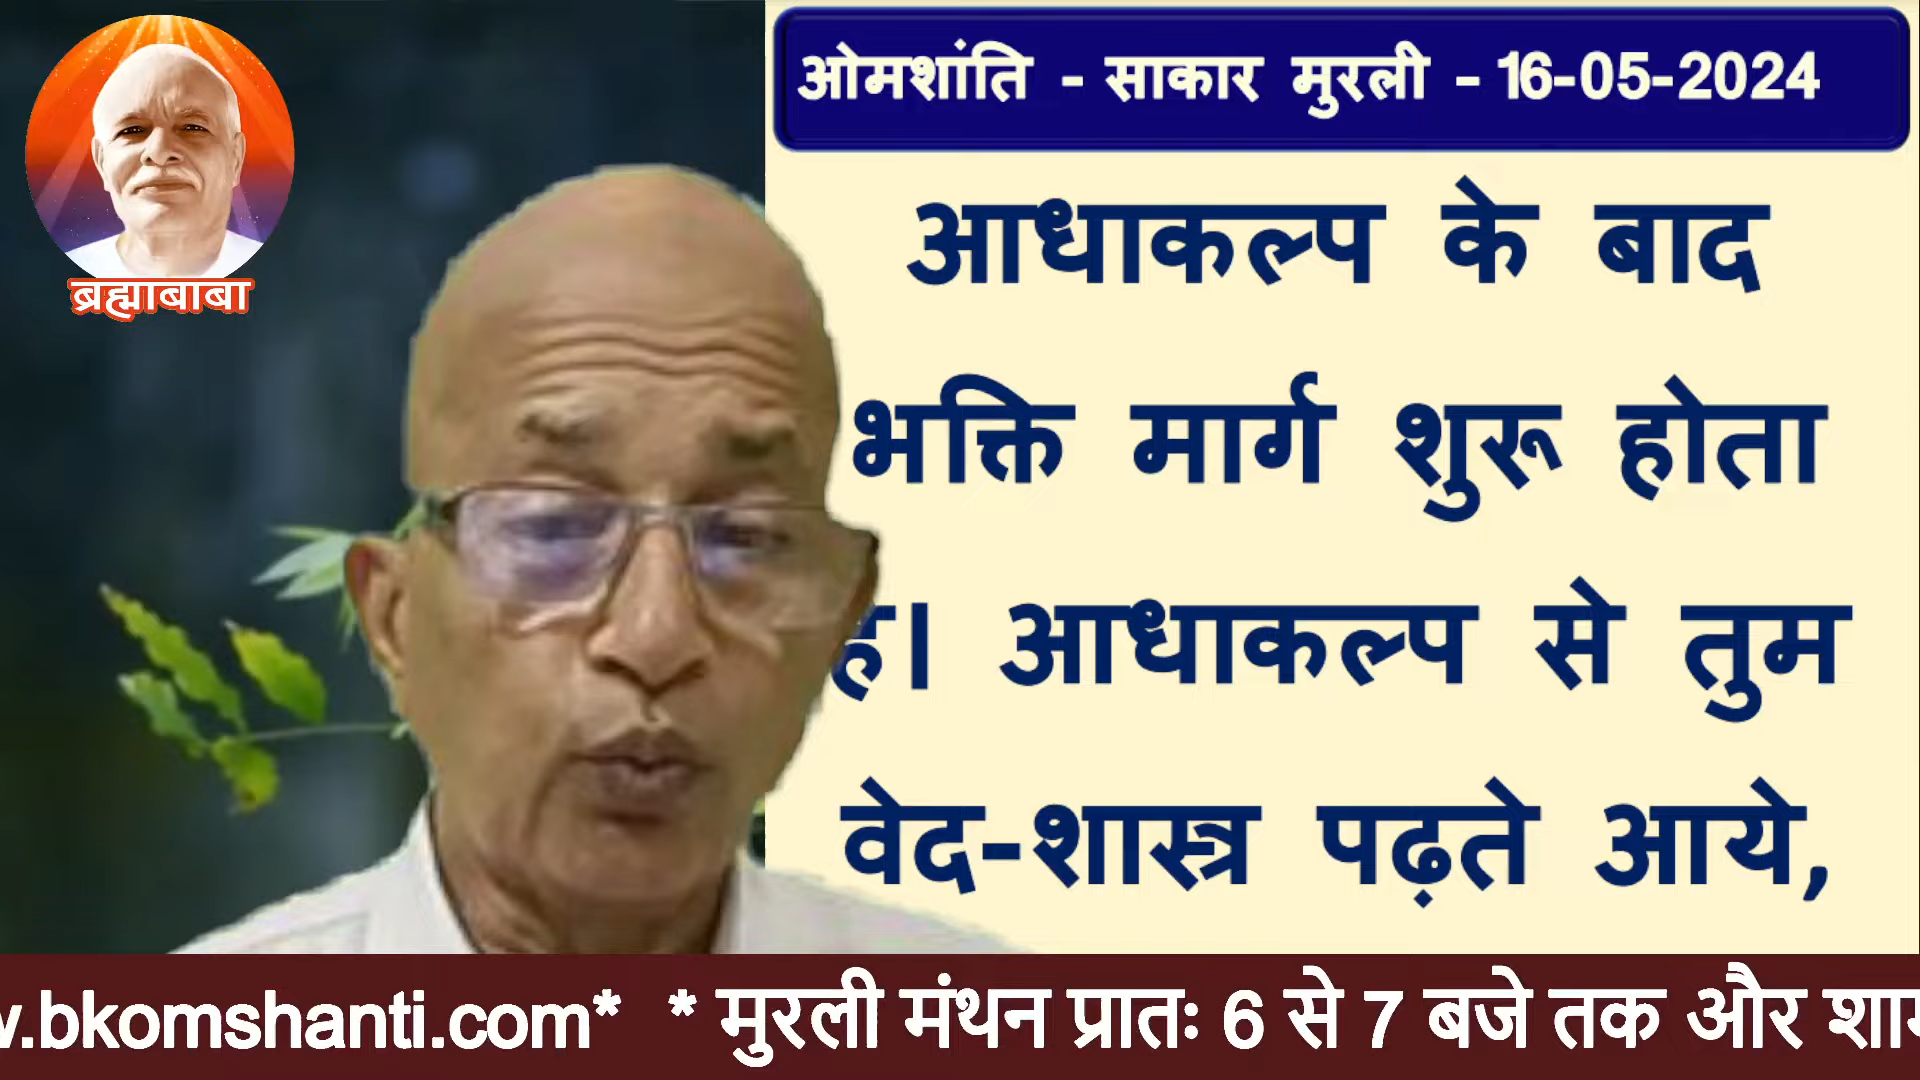 ओमशांति - साकार मुरली - 16-05-2024
ब्रह्माबाबा
आधाकल्प के बाद
भक्ति मार्ग शुरू होता
आधाकल्प से तुम
वेद-शास्त्र पढ़ते आये,
.bkomshanti.com* * मुरली मंथन प्रातः 6 से 7 बजे तक और